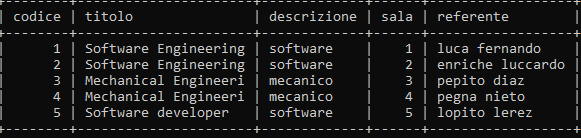 codice | titolo | descrizione | sala | referente
1 | Software Engineering | software | 1 | luca fernando
2 | Software Engineering | software | 2 | enriche luccardo
3 | Mechanical Engineeri | mecanico | 3 | pepito diaz
4 | Mechanical Engineeri | mecanico | 4 | pegna nieto
5 | Software developer | software | 5 | lopito lerez